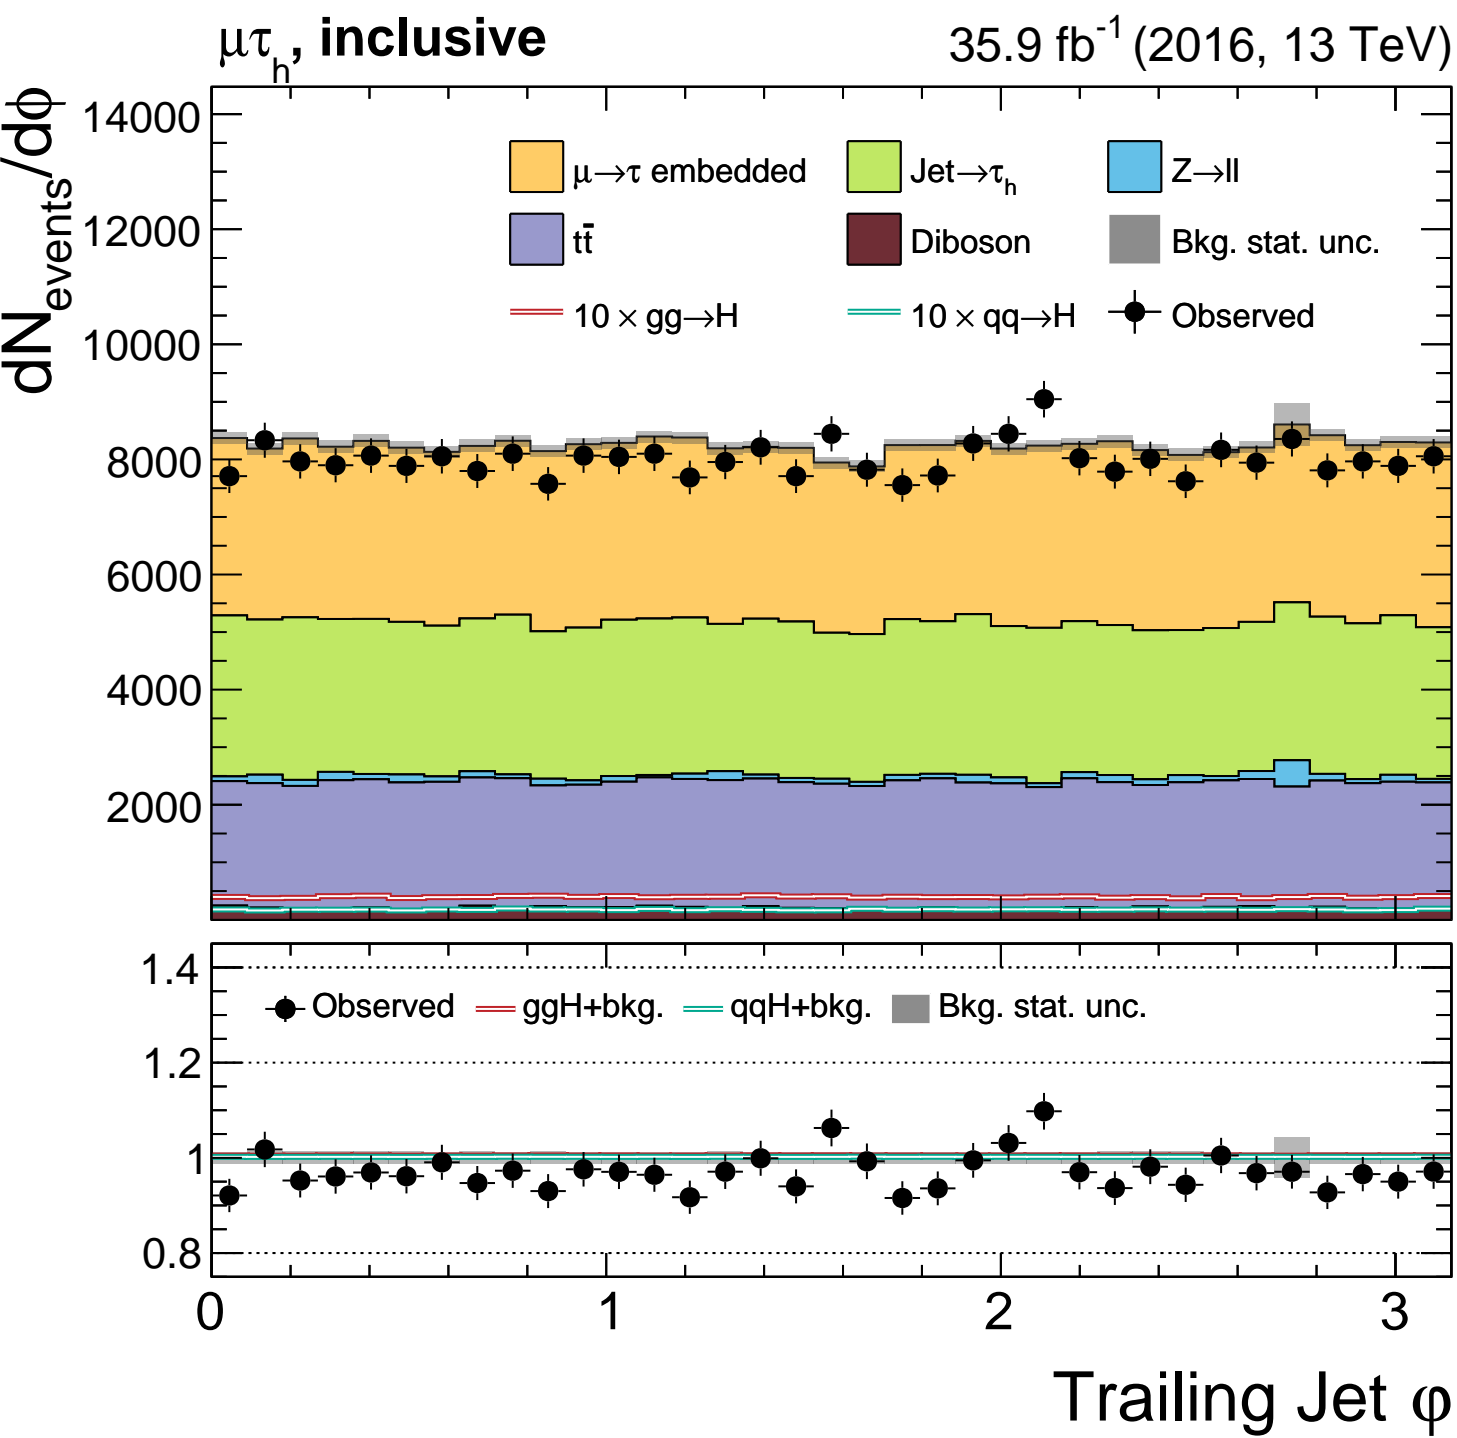 μτh, inclusive 35.9 fb-1 (2016, 13 TeV)
dNevents/dϕ
14000
12000
10000
8000
6000
4000
2000
μ→τ embedded Jet→τh Z→ll
tt̄ Diboson Bkg. stat. unc.
10 × gg→H 10 × qq→H Observed
1.4
1.2
1
0.8
Observed ggH+bkg. qqH+bkg. Bkg. stat. unc.
0 1 2 3
Trailing Jet φ